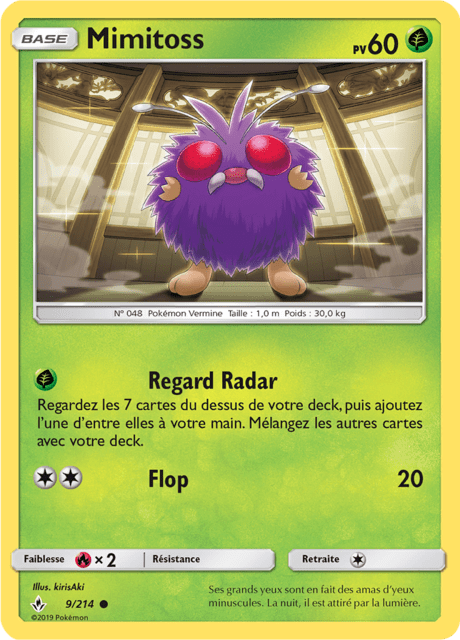 BASE Mimitoss PV60
N° 048 Pokémon Vermine Taille : 1,0 m Poids : 30,0 kg
Regard Radar
Regardez les 7 cartes du dessus de votre deck, puis ajoutez
l'une d'entre elles à votre main. Mélangez les autres cartes
avec votre deck.
Flop 20
Faiblesse ×2 Résistance Retraite
Illus. kirisAki
9/214
©2019 Pokémon
Ses grands yeux sont en fait des amas d'yeux
minuscules. La nuit, il est attiré par la lumière.